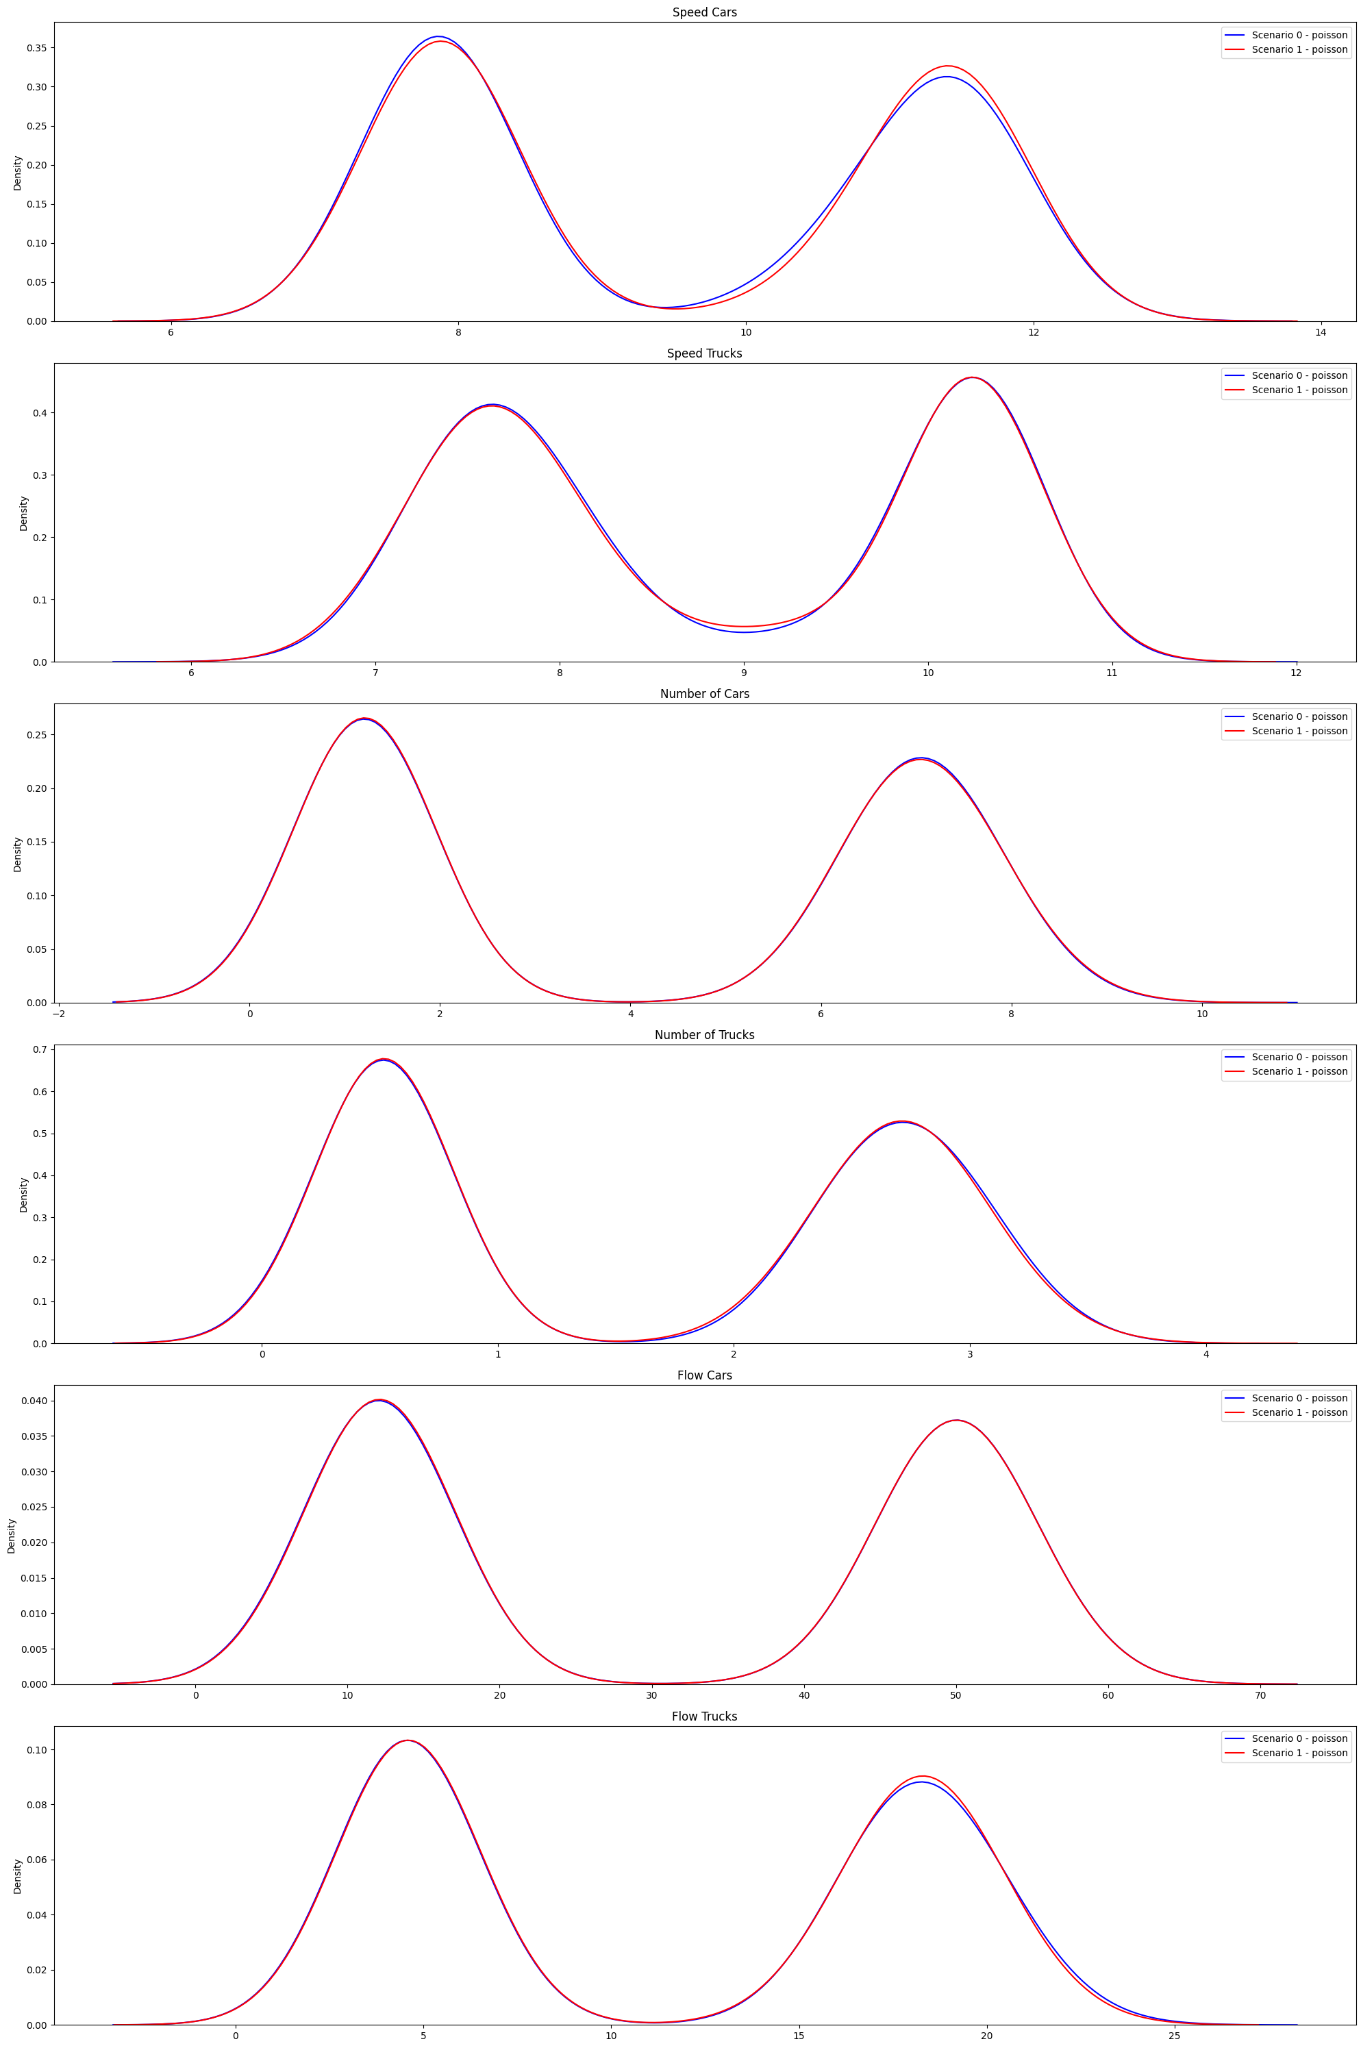 Speed Cars
Scenario 0 - poisson
Scenario 1 - poisson
0.35
0.30
0.25
0.20
0.15
0.10
0.05
0.00
Density
6 8 10 12 14
Speed Trucks
Scenario 0 - poisson
Scenario 1 - poisson
0.4
0.3
0.2
0.1
0.0
Density
6 7 8 9 10 11 12
Number of Cars
Scenario 0 - poisson
Scenario 1 - poisson
0.25
0.20
0.15
0.10
0.05
0.00
Density
−2 0 2 4 6 8 10
Number of Trucks
Scenario 0 - poisson
Scenario 1 - poisson
0.7
0.6
0.5
0.4
0.3
0.2
0.1
0.0
Density
0 1 2 3 4
Flow Cars
Scenario 0 - poisson
Scenario 1 - poisson
0.040
0.035
0.030
0.025
0.020
0.015
0.010
0.005
0.000
Density
0 10 20 30 40 50 60 70
Flow Trucks
Scenario 0 - poisson
Scenario 1 - poisson
0.10
0.08
0.06
0.04
0.02
0.00
Density
0 5 10 15 20 25